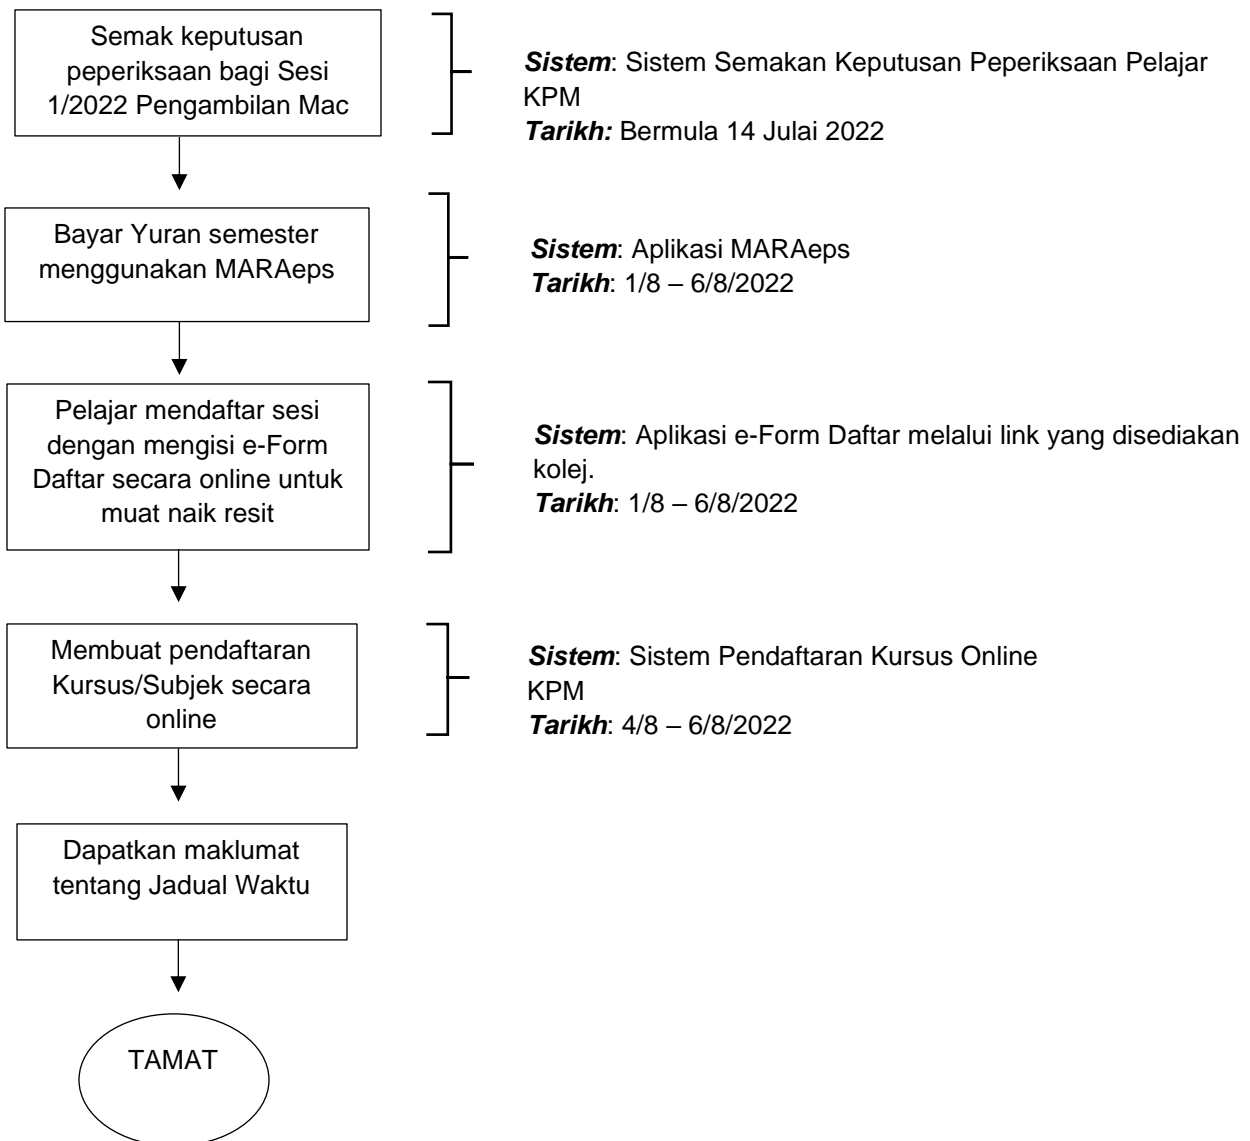 Semak keputusan
peperiksaan bagi Sesi
1/2022 Pengambilan Mac
Sistem: Sistem Semakan Keputusan Peperiksaan Pelajar
KPM
Tarikh: Bermula 14 Julai 2022
Bayar Yuran semester
menggunakan MARAeps
Sistem: Aplikasi MARAeps
Tarikh: 1/8 – 6/8/2022
Pelajar mendaftar sesi
dengan mengisi e-Form
Daftar secara online untuk
muat naik resit
Sistem: Aplikasi e-Form Daftar melalui link yang disediakan
kolej.
Tarikh: 1/8 – 6/8/2022
Membuat pendaftaran
Kursus/Subjek secara
online
Sistem: Sistem Pendaftaran Kursus Online
KPM
Tarikh: 4/8 – 6/8/2022
Dapatkan maklumat
tentang Jadual Waktu
TAMAT